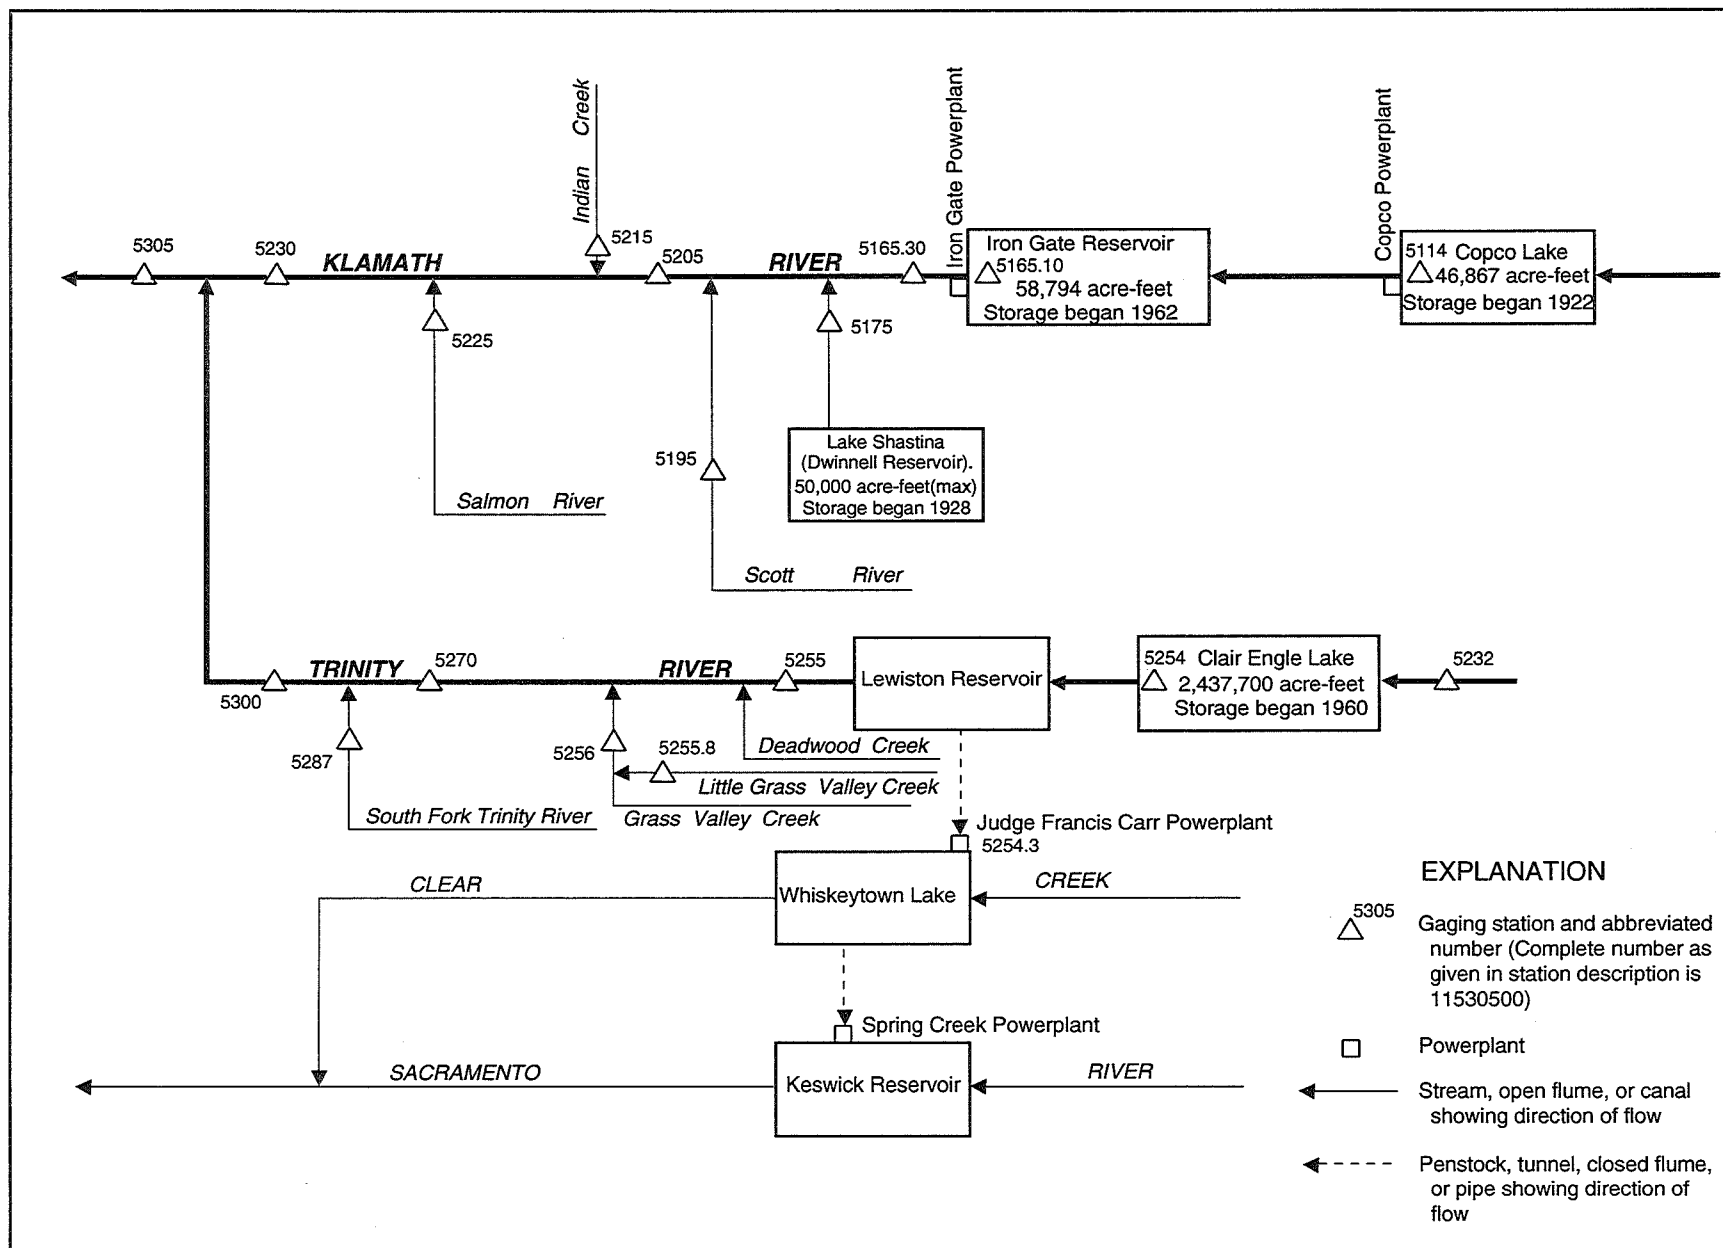 Indian Creek
Iron Gate Powerplant
Copco Powerplant
5305
5230
KLAMATH
5215
5205
RIVER
5165.30
Iron Gate Reservoir
5165.10
58,794 acre-feet
Storage began 1962
5114 Copco Lake
46,867 acre-feet
Storage began 1922
5225
5175
5195
Lake Shastina
(Dwinnell Reservoir).
50,000 acre-feet(max)
Storage began 1928
Salmon River
Scott River
TRINITY
5270
RIVER
5255
Lewiston Reservoir
5254 Clair Engle Lake
2,437,700 acre-feet
Storage began 1960
5232
5300
5287
5256
5255.8
Deadwood Creek
Little Grass Valley Creek
South Fork Trinity River
Grass Valley Creek
Judge Francis Carr Powerplant
5254.3
CLEAR
Whiskeytown Lake
CREEK
Spring Creek Powerplant
SACRAMENTO
Keswick Reservoir
RIVER
EXPLANATION
5305
Gaging station and abbreviated
number (Complete number as
given in station description is
11530500)
Powerplant
Stream, open flume, or canal
showing direction of flow
Penstock, tunnel, closed flume,
or pipe showing direction of
flow